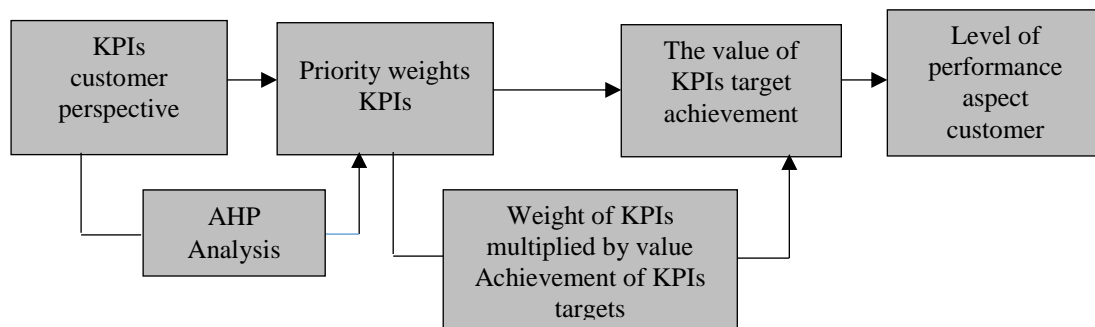 KPIs
customer
perspective
Priority weights
KPIs
The value of
KPIs target
achievement
Level of
performance
aspect
customer
AHP
Analysis
Weight of KPIs
multiplied by value
Achievement of KPIs
targets